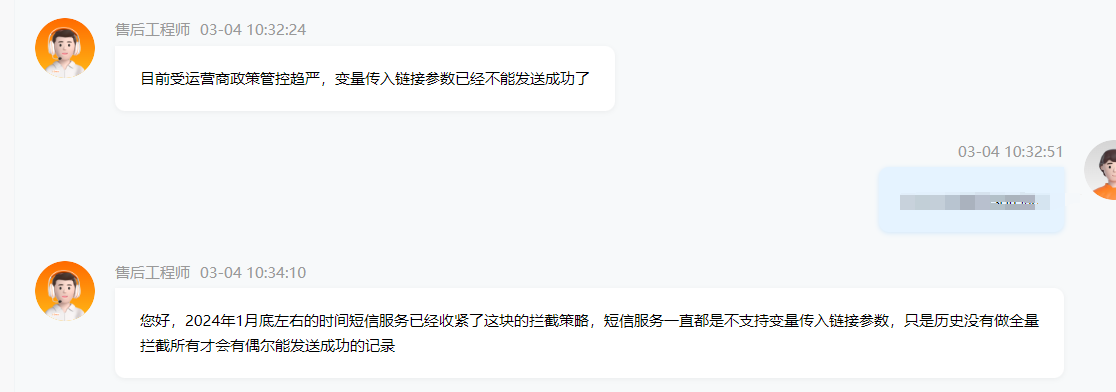 售后工程师 03-04 10:32:24
目前受运营商政策管控趋严，变量传入链接参数已经不能发送成功了
03-04 10:32:51
售后工程师 03-04 10:34:10
您好，2024年1月底左右的时间短信服务已经收紧了这块的拦截策略，短信服务一直都是不支持变量传入链接参数，只是历史没有做全量
拦截所有才会有偶尔能发送成功的记录